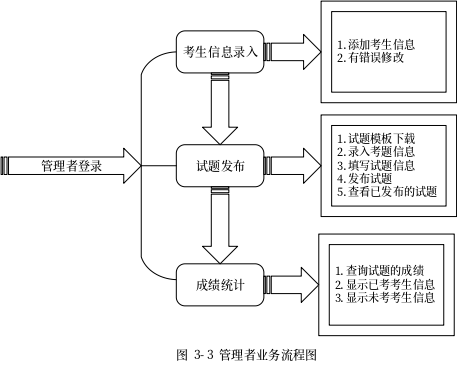 考生信息录入
1. 添加考生信息
2. 有错误修改
管理者登录
试题发布
1. 试题模板下载
2. 录入考题信息
3. 填写试题信息
4. 发布试题
5. 查看已发布的试题
成绩统计
1. 查询试题的成绩
2. 显示已考考生信息
3. 显示未考考生信息
图 3- 3 管理者业务流程图